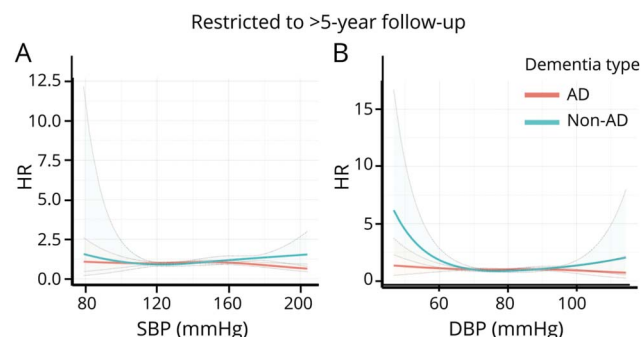 Restricted to >5-year follow-up
A
HR
12.5
10.0
7.5
5.0
2.5
0.0
80 120 160 200
SBP (mmHg)
B
HR
15
10
5
0
60 80 100
DBP (mmHg)
Dementia type
AD
Non-AD